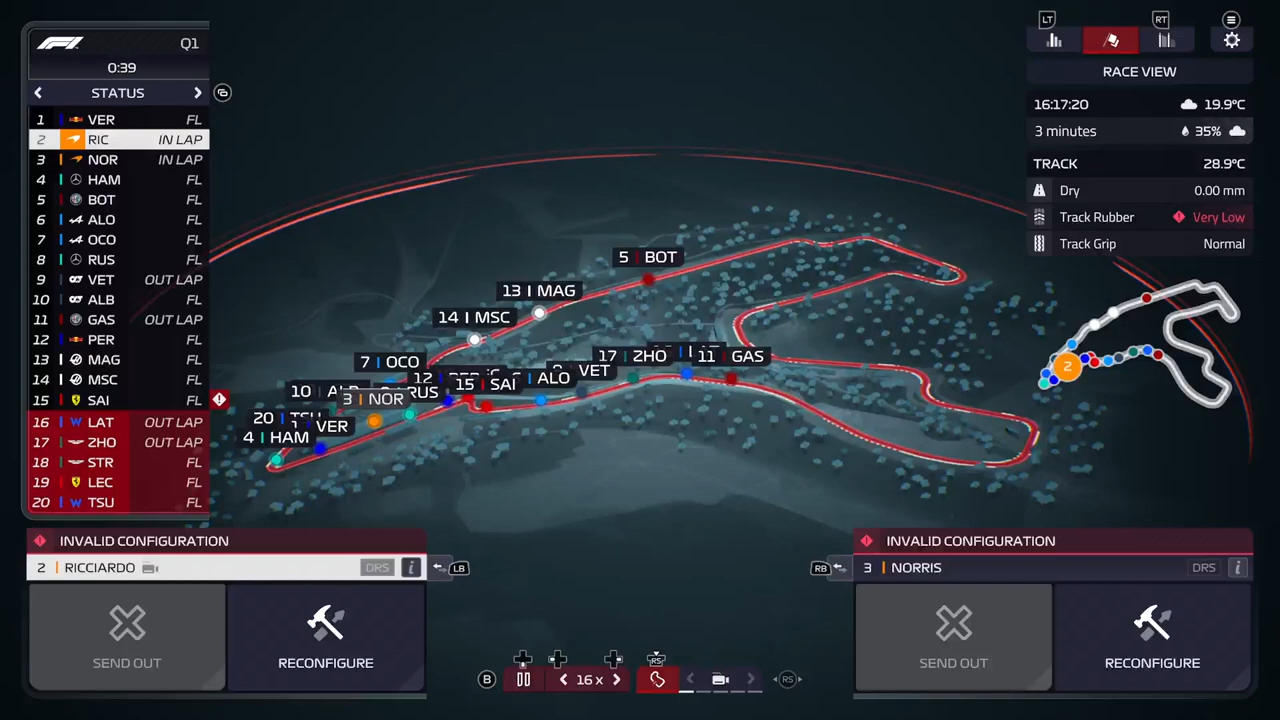 F1 Q1
0:39
STATUS
1 VER FL
2 RIC IN LAP
3 NOR IN LAP
4 HAM FL
5 BOT FL
6 ALO FL
7 OCO FL
8 RUS FL
9 VET OUT LAP
10 ALB FL
11 GAS OUT LAP
12 PER FL
13 MAG FL
14 MSC FL
15 SAI FL
16 LAT OUT LAP
17 ZHO OUT LAP
18 STR FL
19 LEC FL
20 TSU FL
5 BOT
13 MAG
14 MSC
7 OCO
17 ZHO
11 GAS
VET
12
15 SAI
ALO
10
RUS
3 NOR
20 TSU
VER
4 HAM
LT RT
RACE VIEW
16:17:20 19.9°C
3 minutes 35%
TRACK 28.9°C
Dry 0.00 mm
Track Rubber Very Low
Track Grip Normal
2
INVALID CONFIGURATION
2 RICCIARDO DRS i
LB
SEND OUT RECONFIGURE
B 16 x RS RS
INVALID CONFIGURATION
RB
3 NORRIS DRS i
SEND OUT RECONFIGURE